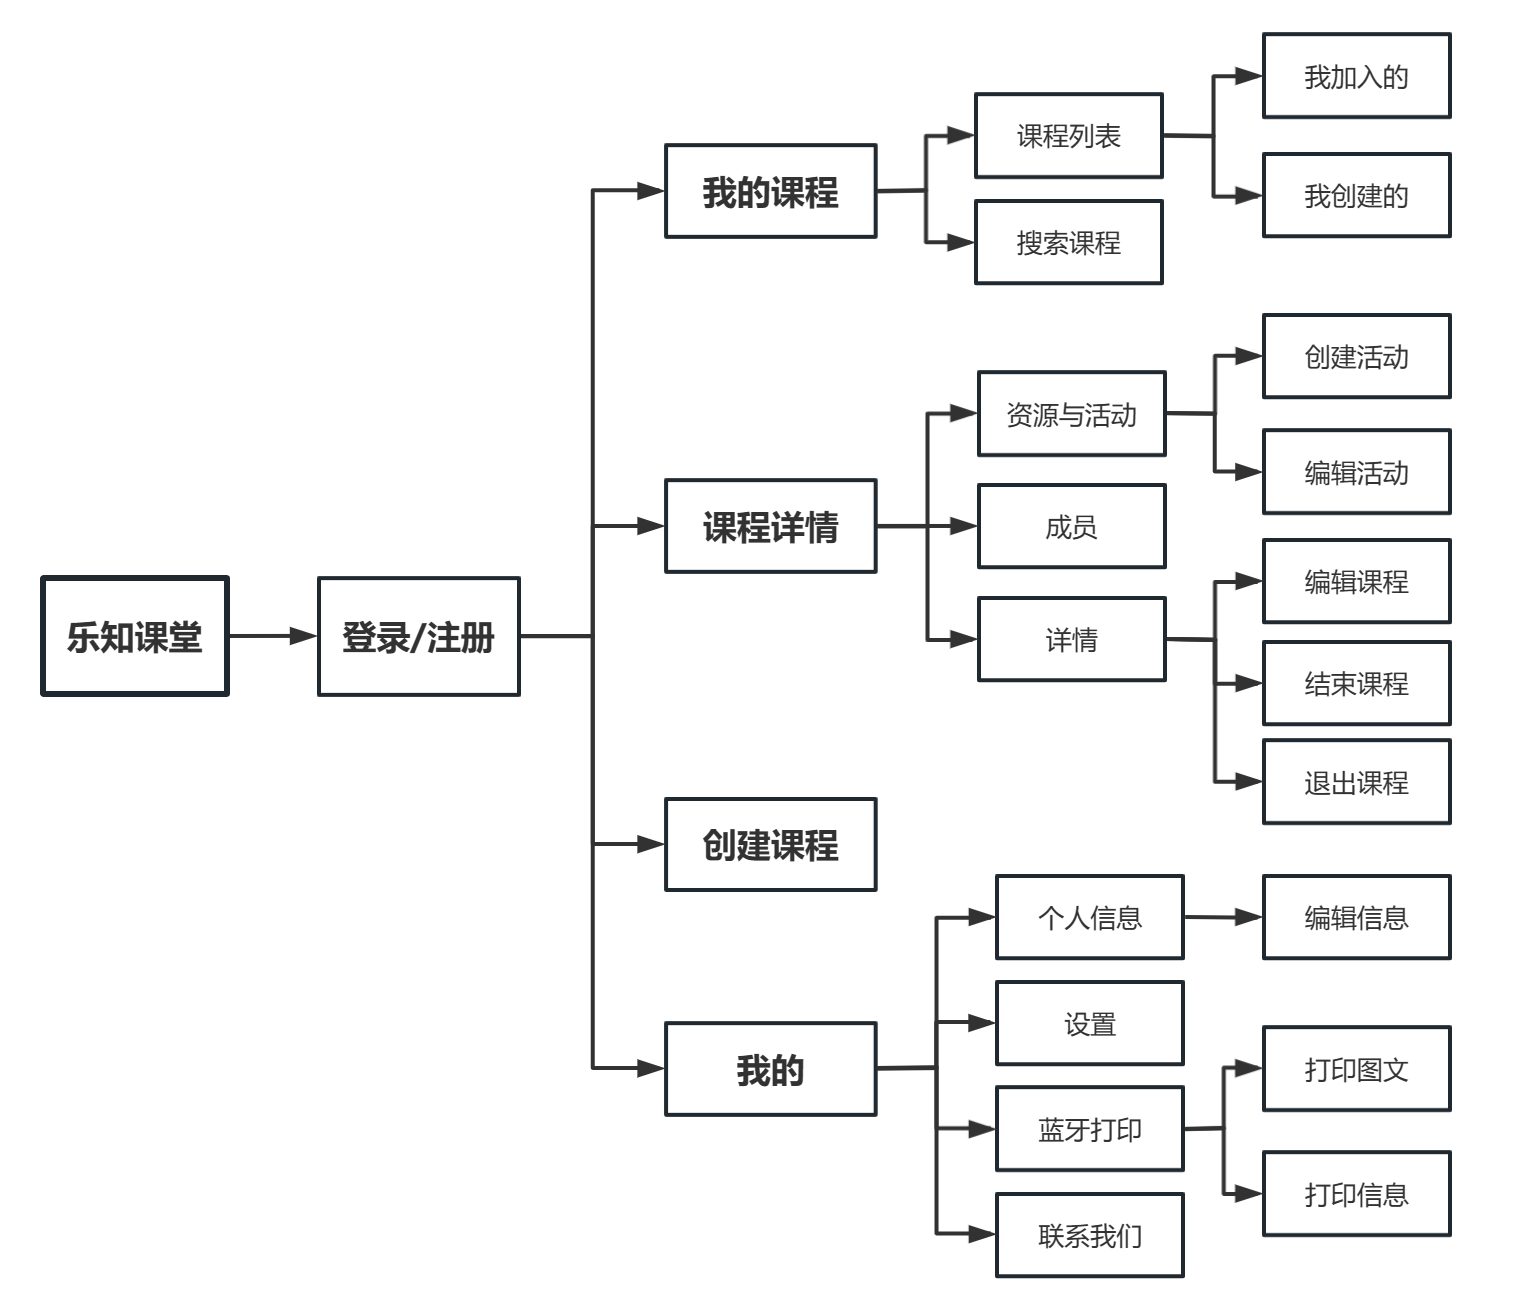 乐知课堂
登录/注册
我的课程
课程列表
我加入的
我创建的
搜索课程
课程详情
资源与活动
创建活动
编辑活动
成员
详情
编辑课程
结束课程
退出课程
创建课程
我的
个人信息
编辑信息
设置
蓝牙打印
打印图文
打印信息
联系我们